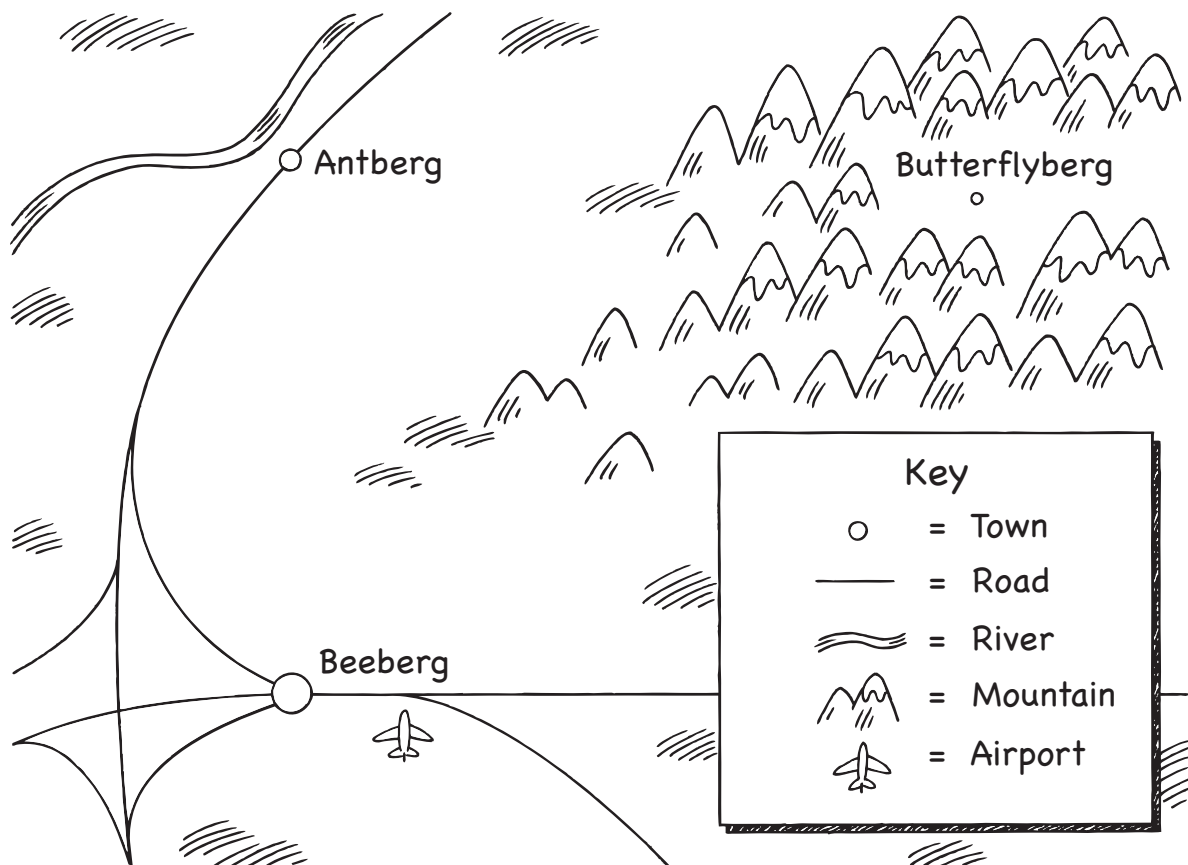 Antberg
Butterflyberg
Beeberg
Key
= Town
= Road
= River
= Mountain
= Airport